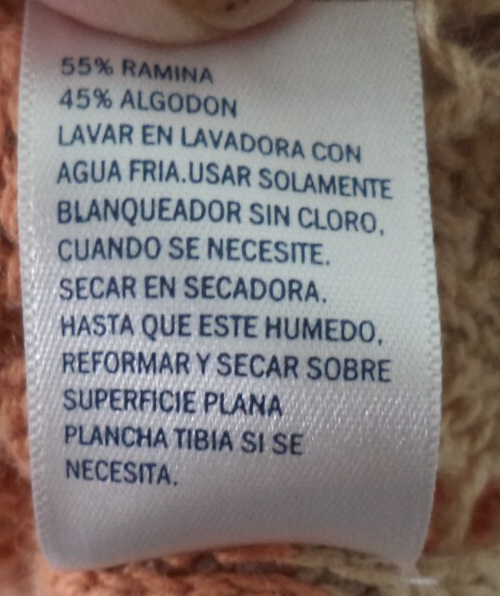 55% RAMINA
45% ALGODON
LAVAR EN LAVADORA CON
AGUA FRIA.USAR SOLAMENTE
BLANQUEADOR SIN CLORO,
CUANDO SE NECESITE.
SECAR EN SECADORA.
HASTA QUE ESTE HUMEDO,
REFORMAR Y SECAR SOBRE
SUPERFICIE PLANA
PLANCHA TIBIA SI SE
NECESITA.